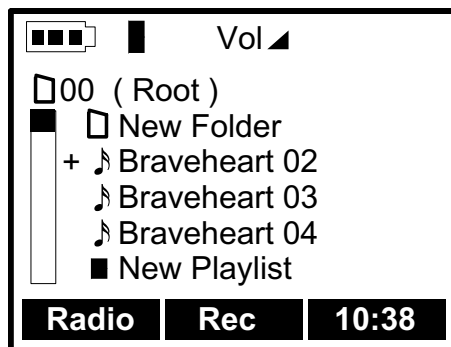 Vol
00 ( Root )
New Folder
+ Braveheart 02
Braveheart 03
Braveheart 04
New Playlist
Radio Rec 10:38